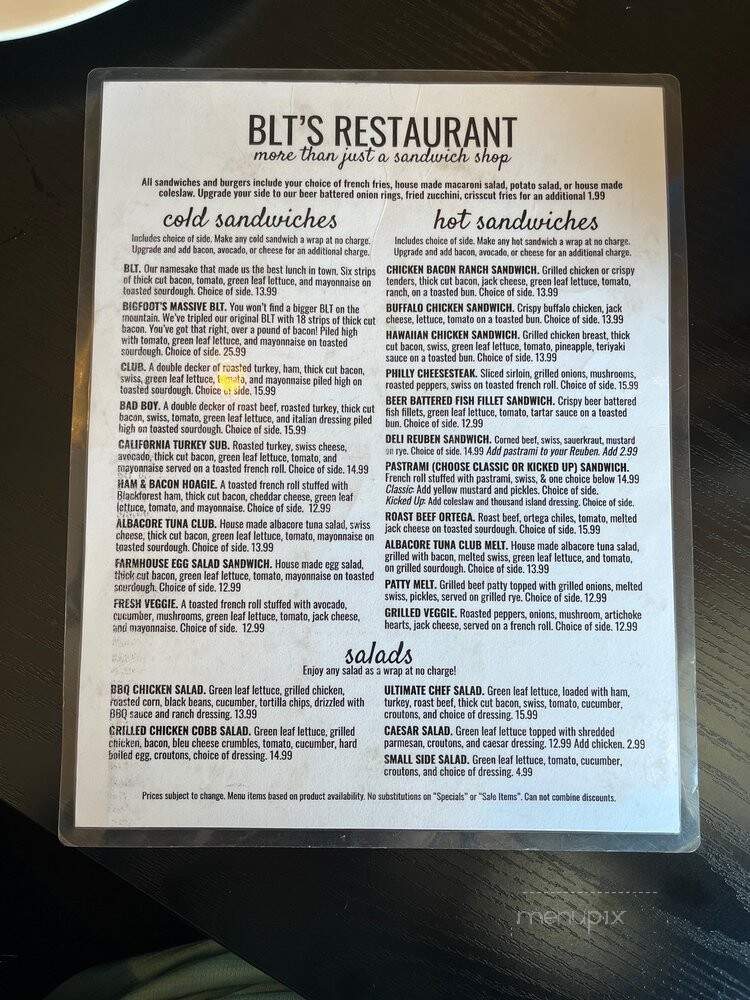 BLT'S RESTAURANT
more than just a sandwich shop
All sandwiches and burgers include your choice of french fries, house made macaroni salad, potato salad, or house made
coleslaw. Upgrade your side to our beer battered onion rings, fried zucchini, crisscut fries for an additional 1.99
cold sandwiches
Includes choice of side. Make any cold sandwich a wrap at no charge.
Upgrade and add bacon, avocado, or cheese for an additional charge.
BLT. Our namesake that made us the best lunch in town. Six strips
of thick cut bacon, tomato, green leaf lettuce, and mayonnaise on
toasted sourdough. Choice of side. 13.99
BIGFOOT'S MASSIVE BLT. You won't find a bigger BLT on the
mountain. We've tripled our original BLT with 18 strips of thick cut
bacon. You've got that right, over a pound of bacon! Piled high
with tomato, green leaf lettuce, and mayonnaise on toasted
sourdough. Choice of side. 25.99
CLUB. A double decker of roasted turkey, ham, thick cut bacon,
swiss, green leaf lettuce, tomato, and mayonnaise piled high on
toasted sourdough. Choice of side. 15.99
BAD BOY. A double decker of roast beef, roasted turkey, thick cut
bacon, swiss, tomato, green leaf lettuce, and italian dressing piled
high on toasted sourdough. Choice of side. 15.99
CALIFORNIA TURKEY SUB. Roasted turkey, swiss cheese,
avocado, thick cut bacon, green leaf lettuce, tomato, and
mayonnaise served on a toasted french roll. Choice of side. 14.99
HAM & BACON HOAGIE. A toasted french roll stuffed with
Blackforest ham, thick cut bacon, cheddar cheese, green leaf
lettuce, tomato, and mayonnaise. Choice of side. 12.99
ALBACORE TUNA CLUB. House made albacore tuna salad, swiss
cheese, thick cut bacon, green leaf lettuce, tomato, mayonnaise on
toasted sourdough. Choice of side. 13.99
FARMHOUSE EGG SALAD SANDWICH. House made egg salad,
thick cut bacon, green leaf lettuce, tomato, mayonnaise on toasted
sourdough. Choice of side. 12.99
FRESH VEGGIE. A toasted french roll stuffed with avocado,
cucumber, mushrooms, green leaf lettuce, tomato, jack cheese,
and mayonnaise. Choice of side. 12.99
hot sandwiches
Includes choice of side. Make any hot sandwich a wrap at no charge.
Upgrade and add bacon, avocado, or cheese for an additional charge.
CHICKEN BACON RANCH SANDWICH. Grilled chicken or crispy
tenders, thick cut bacon, jack cheese, green leaf lettuce, tomato,
ranch, on a toasted bun. Choice of side. 13.99
BUFFALO CHICKEN SANDWICH. Crispy buffalo chicken, jack
cheese, lettuce, tomato on a toasted bun. Choice of side. 13.99
HAWAIIAN CHICKEN SANDWICH. Grilled chicken breast, thick
cut bacon, swiss, green leaf lettuce, tomato, pineapple, teriyaki
sauce on a toasted bun. Choice of side. 13.99
PHILLY CHEESESTEAK. Sliced sirloin, grilled onions, mushrooms,
roasted peppers, swiss on toasted french roll. Choice of side. 15.99
BEER BATTERED FISH FILLET SANDWICH. Crispy beer battered
fish fillets, green leaf lettuce, tomato, tartar sauce on a toasted
bun. Choice of side. 12.99
DELI REUBEN SANDWICH. Corned beef, swiss, sauerkraut, mustard
on rye. Choice of side. 14.99 Add pastrami to your Reuben. Add 2.99
PASTRAMI (CHOOSE CLASSIC OR KICKED UP) SANDWICH.
French roll stuffed with pastrami, swiss, & one choice below 14.99
Classic: Add yellow mustard and pickles. Choice of side.
Kicked Up: Add coleslaw and thousand island dressing. Choice of side.
ROAST BEEF ORTEGA. Roast beef, ortega chiles, tomato, melted
jack cheese on toasted sourdough. Choice of side. 15.99
ALBACORE TUNA CLUB MELT. House made albacore tuna salad,
grilled with bacon, melted swiss, green leaf lettuce, and tomato,
on grilled sourdough. Choice of side. 13.99
PATTY MELT. Grilled beef patty topped with grilled onions, melted
swiss, pickles, served on grilled rye. Choice of side. 12.99
GRILLED VEGGIE. Roasted peppers, onions, mushroom, artichoke
hearts, jack cheese, served on a french roll. Choice of side. 12.99
salads
Enjoy any salad as a wrap at no charge!
BBQ CHICKEN SALAD. Green leaf lettuce, grilled chicken,
roasted corn, black beans, cucumber, tortilla chips, drizzled with
BBQ sauce and ranch dressing. 13.99
GRILLED CHICKEN COBB SALAD. Green leaf lettuce, grilled
chicken, bacon, bleu cheese crumbles, tomato, cucumber, hard
boiled egg, croutons, choice of dressing. 14.99
ULTIMATE CHEF SALAD. Green leaf lettuce, loaded with ham,
turkey, roast beef, thick cut bacon, swiss, tomato, cucumber,
croutons, and choice of dressing. 15.99
CAESAR SALAD. Green leaf lettuce topped with shredded
parmesan, croutons, and caesar dressing. 12.99 Add chicken. 2.99
SMALL SIDE SALAD. Green leaf lettuce, tomato, cucumber,
croutons, and choice of dressing. 4.99
Prices subject to change. Menu items based on product availability. No substitutions on "Specials" or "Sale Items". Can not combine discounts.
menupix